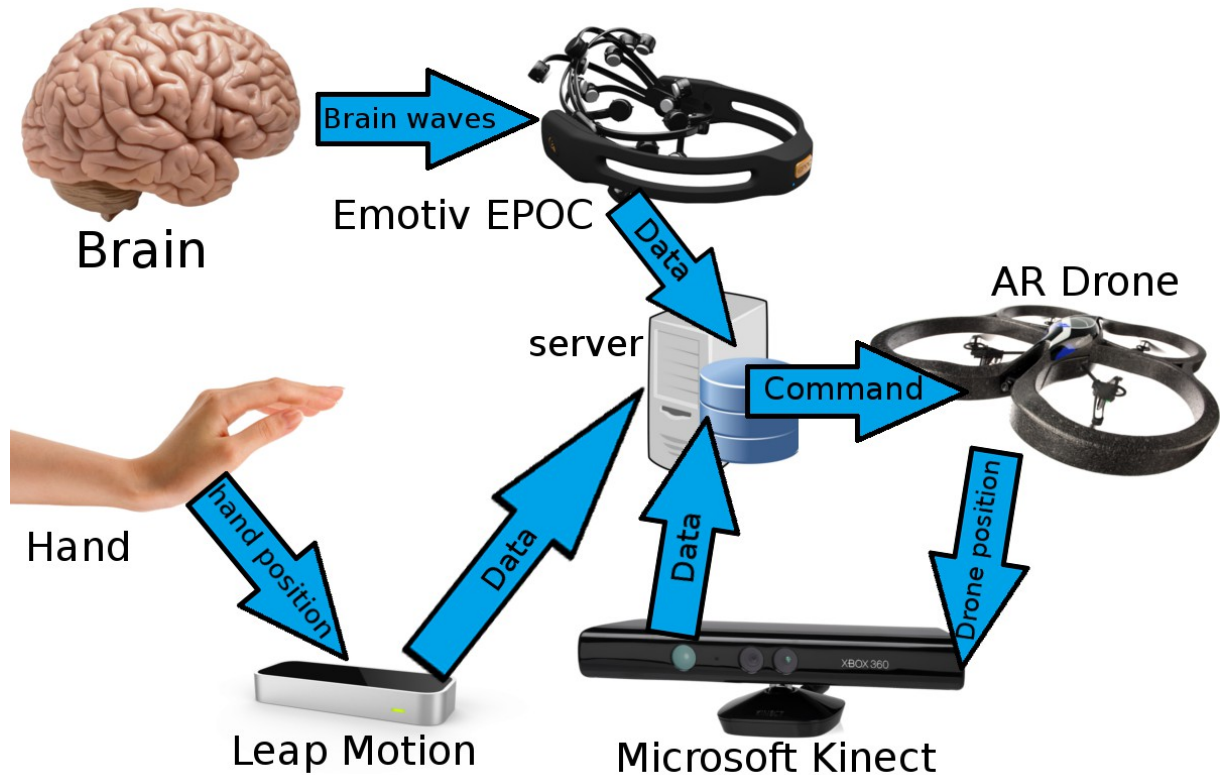 Brain waves
Emotiv EPOC
Brain
Data
AR Drone
server
Command
Hand
hand position
Data
Data
Drone position
XBOX 360
Leap Motion
Microsoft Kinect